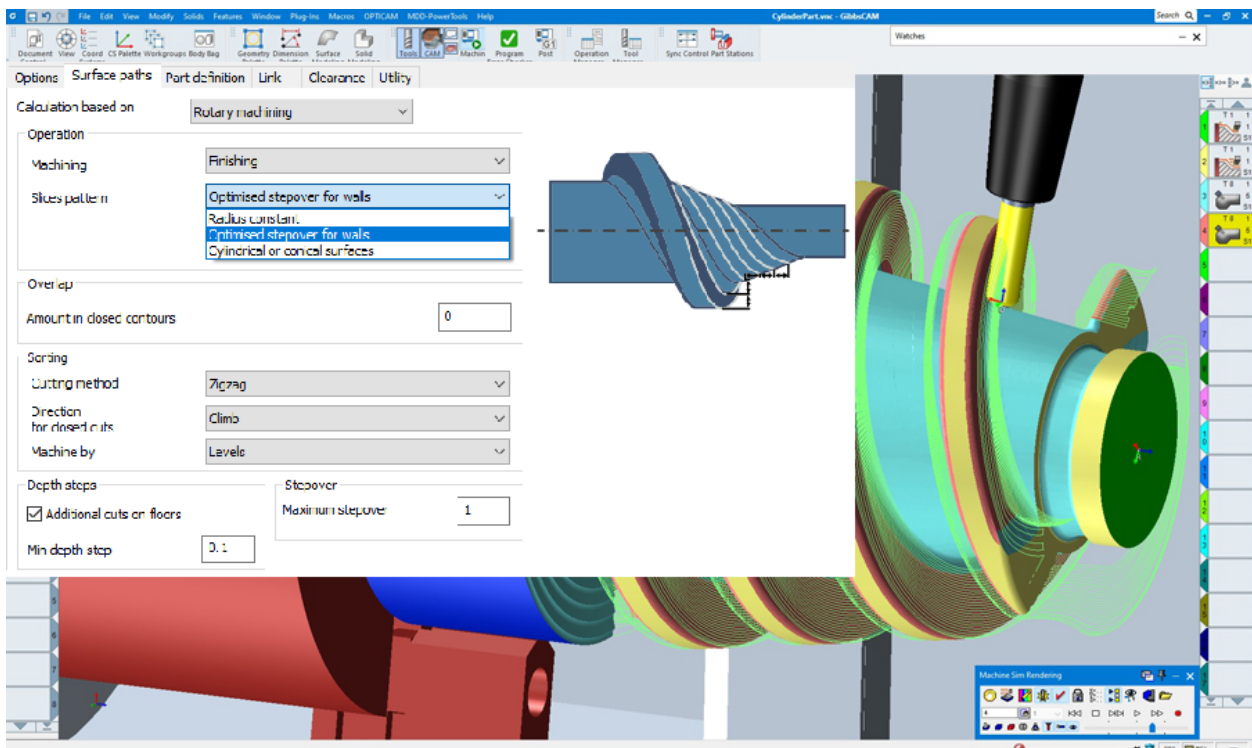 File Edit View Modify Solids Features Window Plug-Ins Macros OPTICAM MDD-PowerTools Help
CylinderPart.vnc - GibbsCAM
Search
Document View Coord CS Palette Workgroups Body Bag Geometry Dimension Surface Solid Tools CAM Machin Program Post Operation Tool Sync Control Part Stations
Watches
Options Surface paths Part definition Link Clearance Utility
Calculation based on Rotary machining
Operation
Machining Finishing
Slices pattern Optimised stepover for walls
Radius constant
Optimised stepover for walls
Cylindrical or conical surfaces
Overlap
Amount in closed contours 0
Sorting
Cutting method Zigzag
Direction
for closed cuts Climb
Machine by Levels
Depth steps Stepover
Additional cuts on floors Maximum stepover 1
Min depth step 0.1
Machine Sim Rendering
4